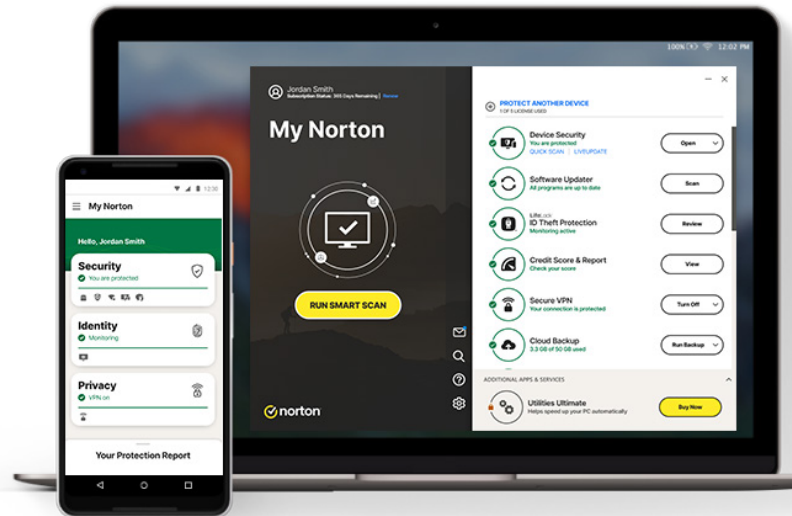 100% 12:02 PM
Jordan Smith
Subscription Status: 365 Days Remaining | Renew
My Norton
RUN SMART SCAN
norton
PROTECT ANOTHER DEVICE
1 OF 5 LICENSE USED
Device Security
You are protected
QUICK SCAN | LIVEUPDATE
Open
Software Updater
All programs are up to date
Scan
LifeLock
ID Theft Protection
Monitoring active
Review
Credit Score & Report
Check your score
View
Secure VPN
Your connection is protected
Turn Off
Cloud Backup
3.3 GB of 50 GB used
Run Backup
ADDITIONAL APPS & SERVICES
Utilities Ultimate
Helps speed up your PC automatically
Buy Now
12:30
My Norton
Hello, Jordan Smith
Security
You are protected
Identity
Monitoring
Privacy
VPN on
Your Protection Report